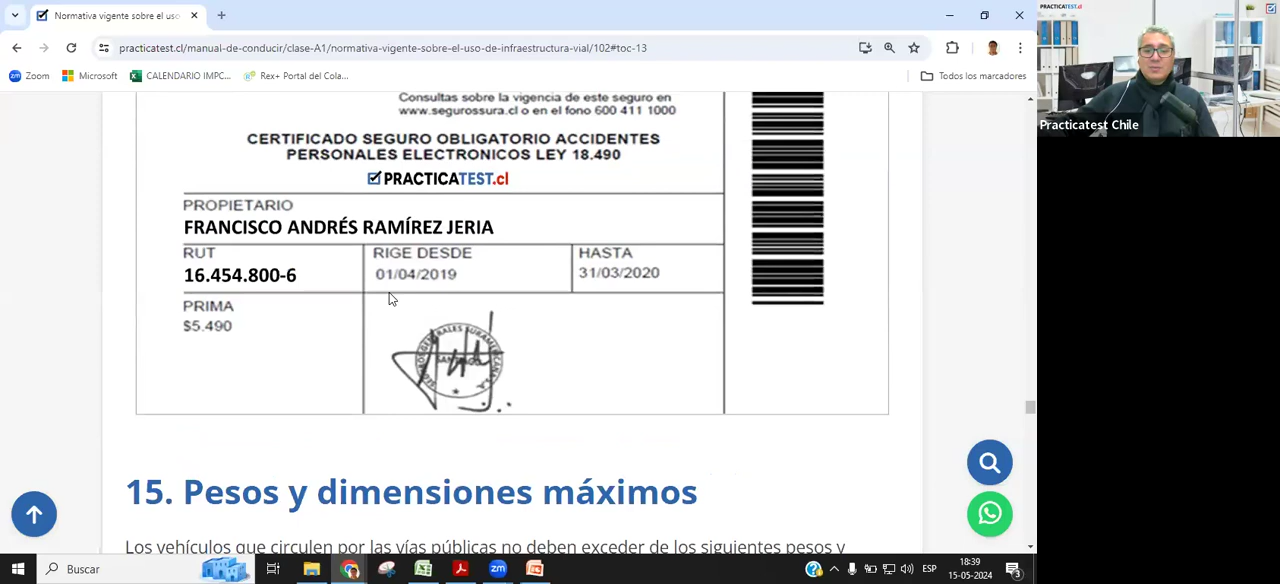 Normativa vigente sobre el uso
practicatest.cl/manual-de-conducir/clase-A1/normativa-vigente-sobre-el-uso-de-infraestructura-vial/102#toc-13
Zoom
Microsoft
CALENDARIO IMPC...
Rex+ Portal del Cola...
Todos los marcadores
PRACTICATEST.cl
Practicatest Chile
Consultas sobre la vigencia de este seguro en
www.segurossura.cl o en el fono 600 411 1000
CERTIFICADO SEGURO OBLIGATORIO ACCIDENTES
PERSONALES ELECTRONICOS LEY 18.490
PRACTICATEST.cl
PROPIETARIO
FRANCISCO ANDRÉS RAMÍREZ JERIA
RUT
16.454.800-6
RIGE DESDE
01/04/2019
HASTA
31/03/2020
PRIMA
$5.490
15. Pesos y dimensiones máximos
Los vehículos que circulen por las vías públicas no deben exceder de los siguientes pesos y
Buscar
ESP
18:39
15-05-2024
3